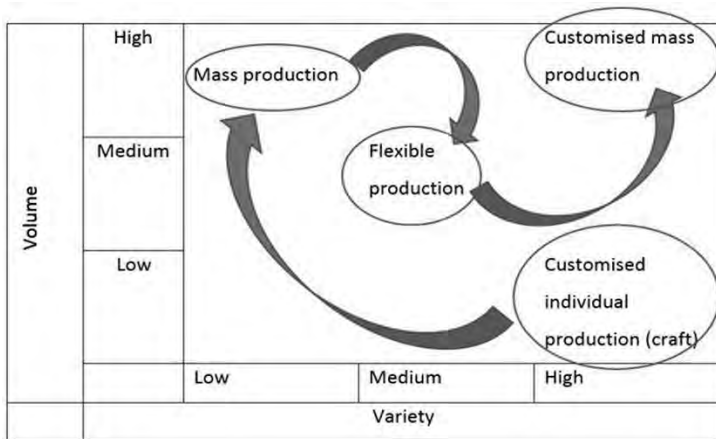 High
Mass production
Customised mass
production
Medium
Flexible
production
Volume
Low
Customised
individual
production (craft)
Low
Medium
High
Variety